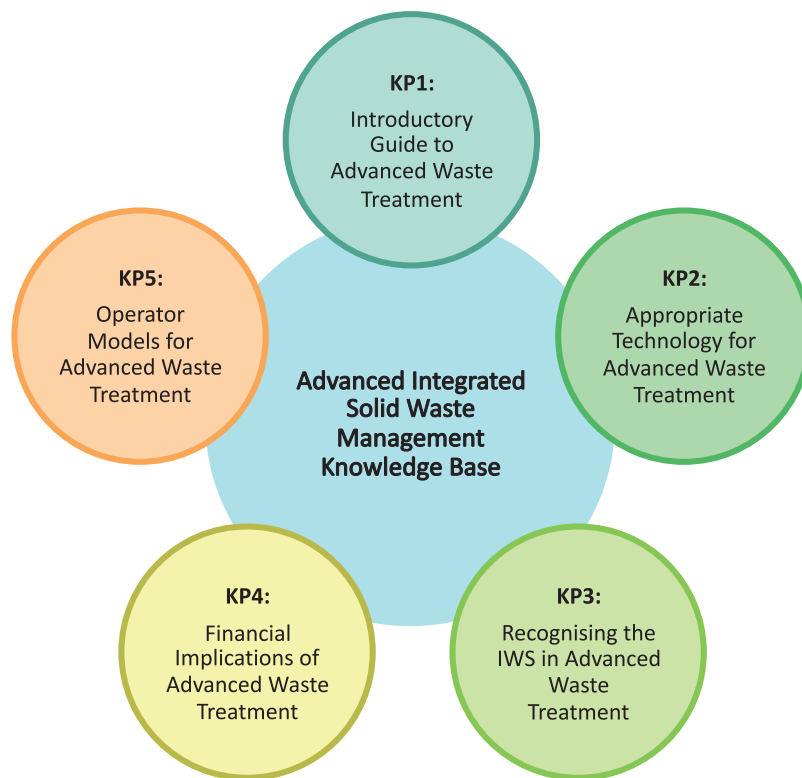 KP1:
Introductory
Guide to
Advanced Waste
Treatment
KP5:
Operator
Models for
Advanced Waste
Treatment
KP2:
Appropriate
Technology for
Advanced Waste
Treatment
Advanced Integrated
Solid Waste
Management
Knowledge Base
KP4:
Financial
Implications of
Advanced Waste
Treatment
KP3:
Recognising the
IWS in Advanced
Waste
Treatment